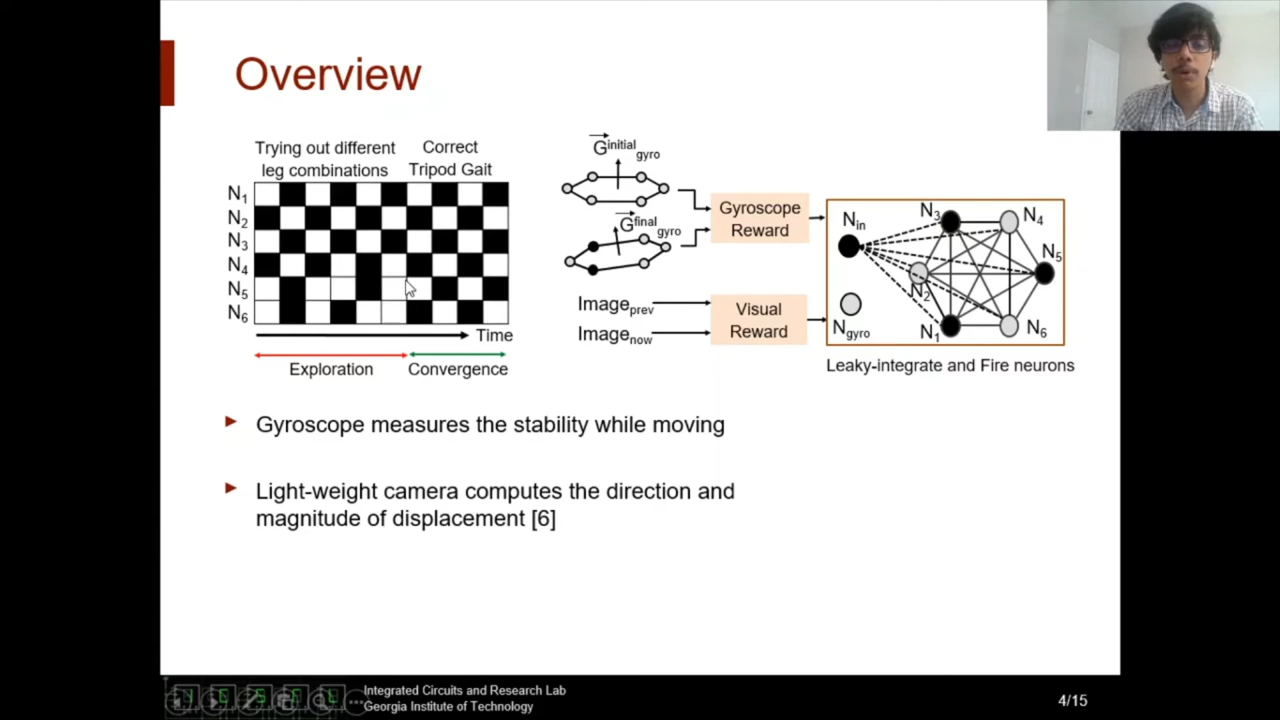 Overview
Trying out different
leg combinations
Correct
Tripod Gait
N1
N2
N3
N4
N5
N6
Time
Exploration
Convergence
G initial gyro
G final gyro
Gyroscope
Reward
Imageprev
Imagenow
Visual
Reward
Nin
N3
N4
N5
N2
Ngyro
N1
N6
Leaky-integrate and Fire neurons
Gyroscope measures the stability while moving
Light-weight camera computes the direction and
magnitude of displacement [6]
Integrated Circuits and Research Lab
Georgia Institute of Technology
4/15